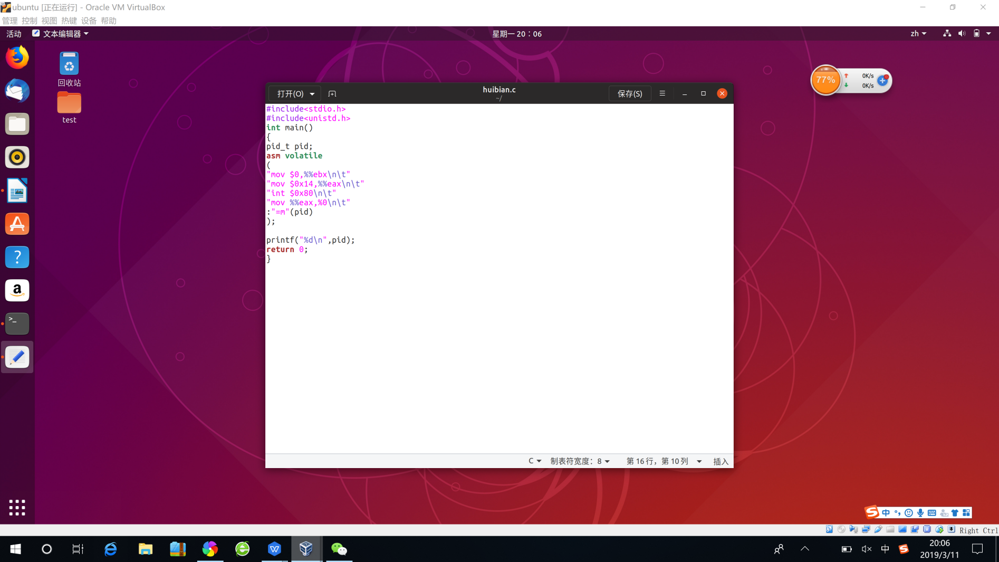 ubuntu [正在运行] - Oracle VM VirtualBox
管理 控制 视图 热键 设备 帮助
活动 文本编辑器 星期一 20：06 zh
回收站
test
77% 0K/s
0K/s
打开(O) huibian.c 保存(S)
~/
#include<stdio.h>
#include<unistd.h>
int main()
{
pid_t pid;
asm volatile
(
"mov $0,%%ebx\n\t"
"mov $0x14,%%eax\n\t"
"int $0x80\n\t"
"mov %%eax,%0\n\t"
:"=m"(pid)
);
printf("%d\n",pid);
return 0;
}
C 制表符宽度：8 第 16 行，第 10 列 插入
中
Right Ctrl
中
20:06
2019/3/11